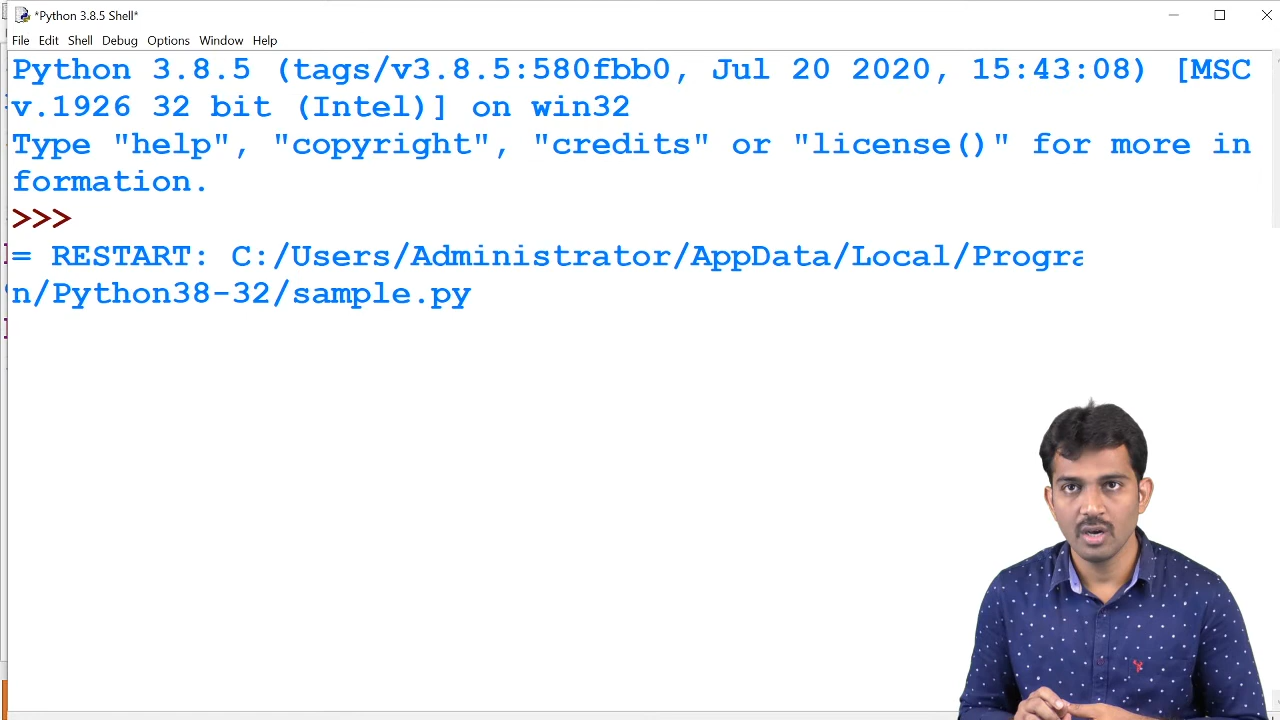 *Python 3.8.5 Shell*
File Edit Shell Debug Options Window Help
Python 3.8.5 (tags/v3.8.5:580fbb0, Jul 20 2020, 15:43:08) [MSC
v.1926 32 bit (Intel)] on win32
Type "help", "copyright", "credits" or "license()" for more in
formation.
>>>
= RESTART: C:/Users/Administrator/AppData/Local/Progra
n/Python38-32/sample.py